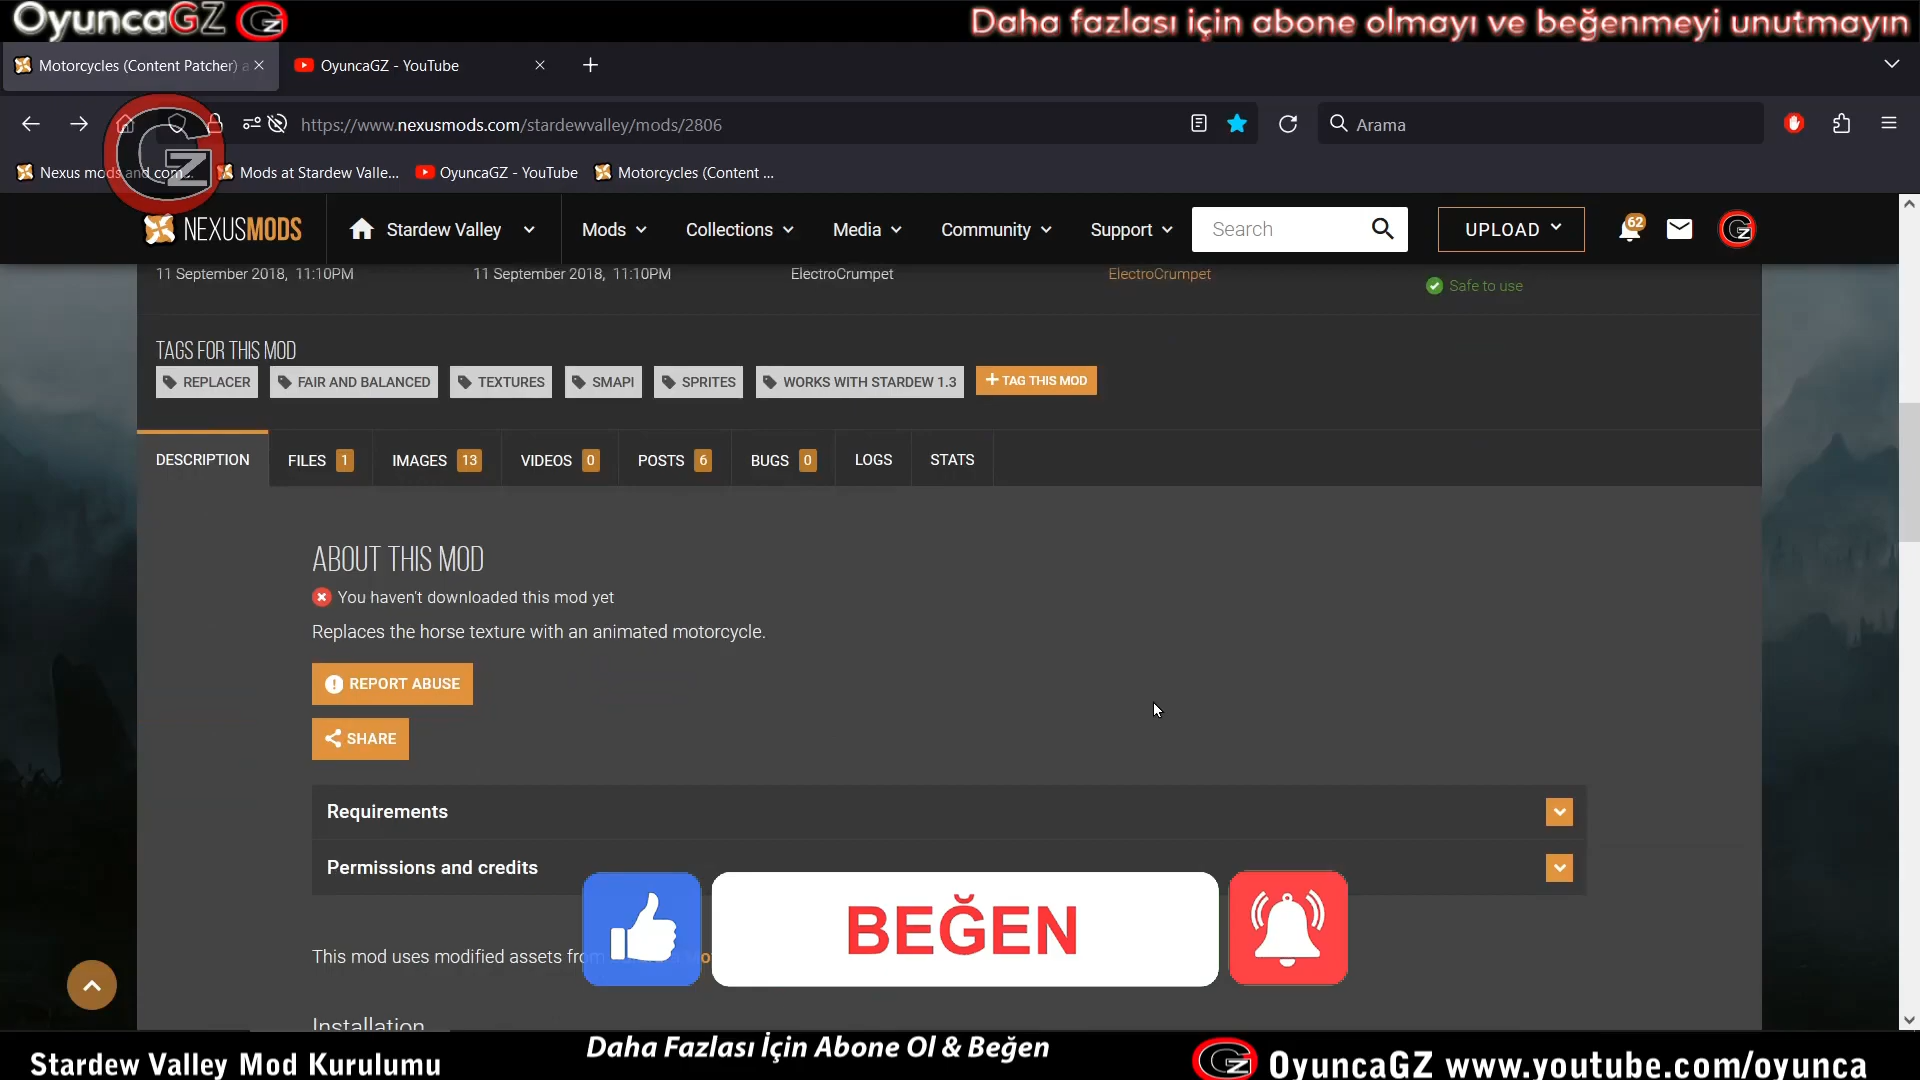 OyuncaGZ
Daha fazlası için abone olmayı ve beğenmeyi unutmayın
Motorcycles (Content Patcher) a
OyuncaGZ - YouTube
https://www.nexusmods.com/stardewvalley/mods/2806
Arama
Nexus mods and com...
Mods at Stardew Valle...
OyuncaGZ - YouTube
Motorcycles (Content ...
NEXUSMODS
Stardew Valley
Mods
Collections
Media
Community
Support
Search
UPLOAD
62
11 September 2018, 11:10PM
11 September 2018, 11:10PM
ElectroCrumpet
ElectroCrumpet
Safe to use
TAGS FOR THIS MOD
REPLACER
FAIR AND BALANCED
TEXTURES
SMAPI
SPRITES
WORKS WITH STARDEW 1.3
+ TAG THIS MOD
DESCRIPTION
FILES 1
IMAGES 13
VIDEOS 0
POSTS 6
BUGS 0
LOGS
STATS
ABOUT THIS MOD
You haven't downloaded this mod yet
Replaces the horse texture with an animated motorcycle.
REPORT ABUSE
SHARE
Requirements
Permissions and credits
BEĞEN
This mod uses modified assets
Installation
Daha Fazlası İçin Abone Ol & Beğen
Stardew Valley Mod Kurulumu
OyuncaGZ www.youtube.com/oyunca